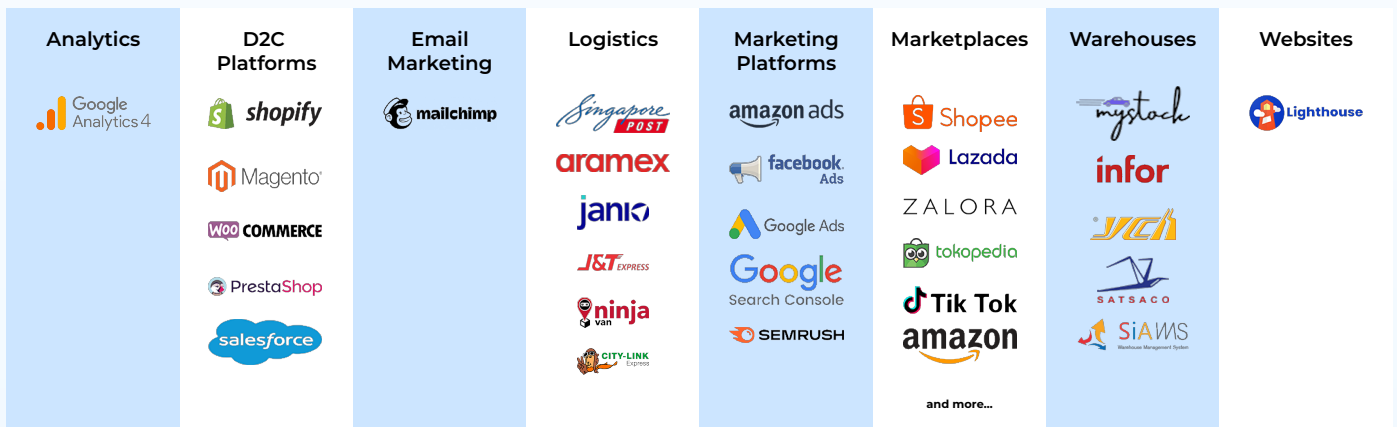 Analytics
Google
Analytics 4
D2C
Platforms
shopify
Magento®
WOO COMMERCE
PrestaShop
salesforce
Email
Marketing
mailchimp
Logistics
Singapore
POST
aramex
janio
J&T EXPRESS
ninja
van
CITY-LINK
Express
Marketing
Platforms
amazon ads
facebook.
Ads
Google Ads
Google
Search Console
SEMRUSH
Marketplaces
Shopee
Lazada
ZALORA
tokopedia
Tik Tok
amazon
and more...
Warehouses
mystock
infor
ych
SATSACO
SiAMS
Warehouse Management System
Websites
Lighthouse